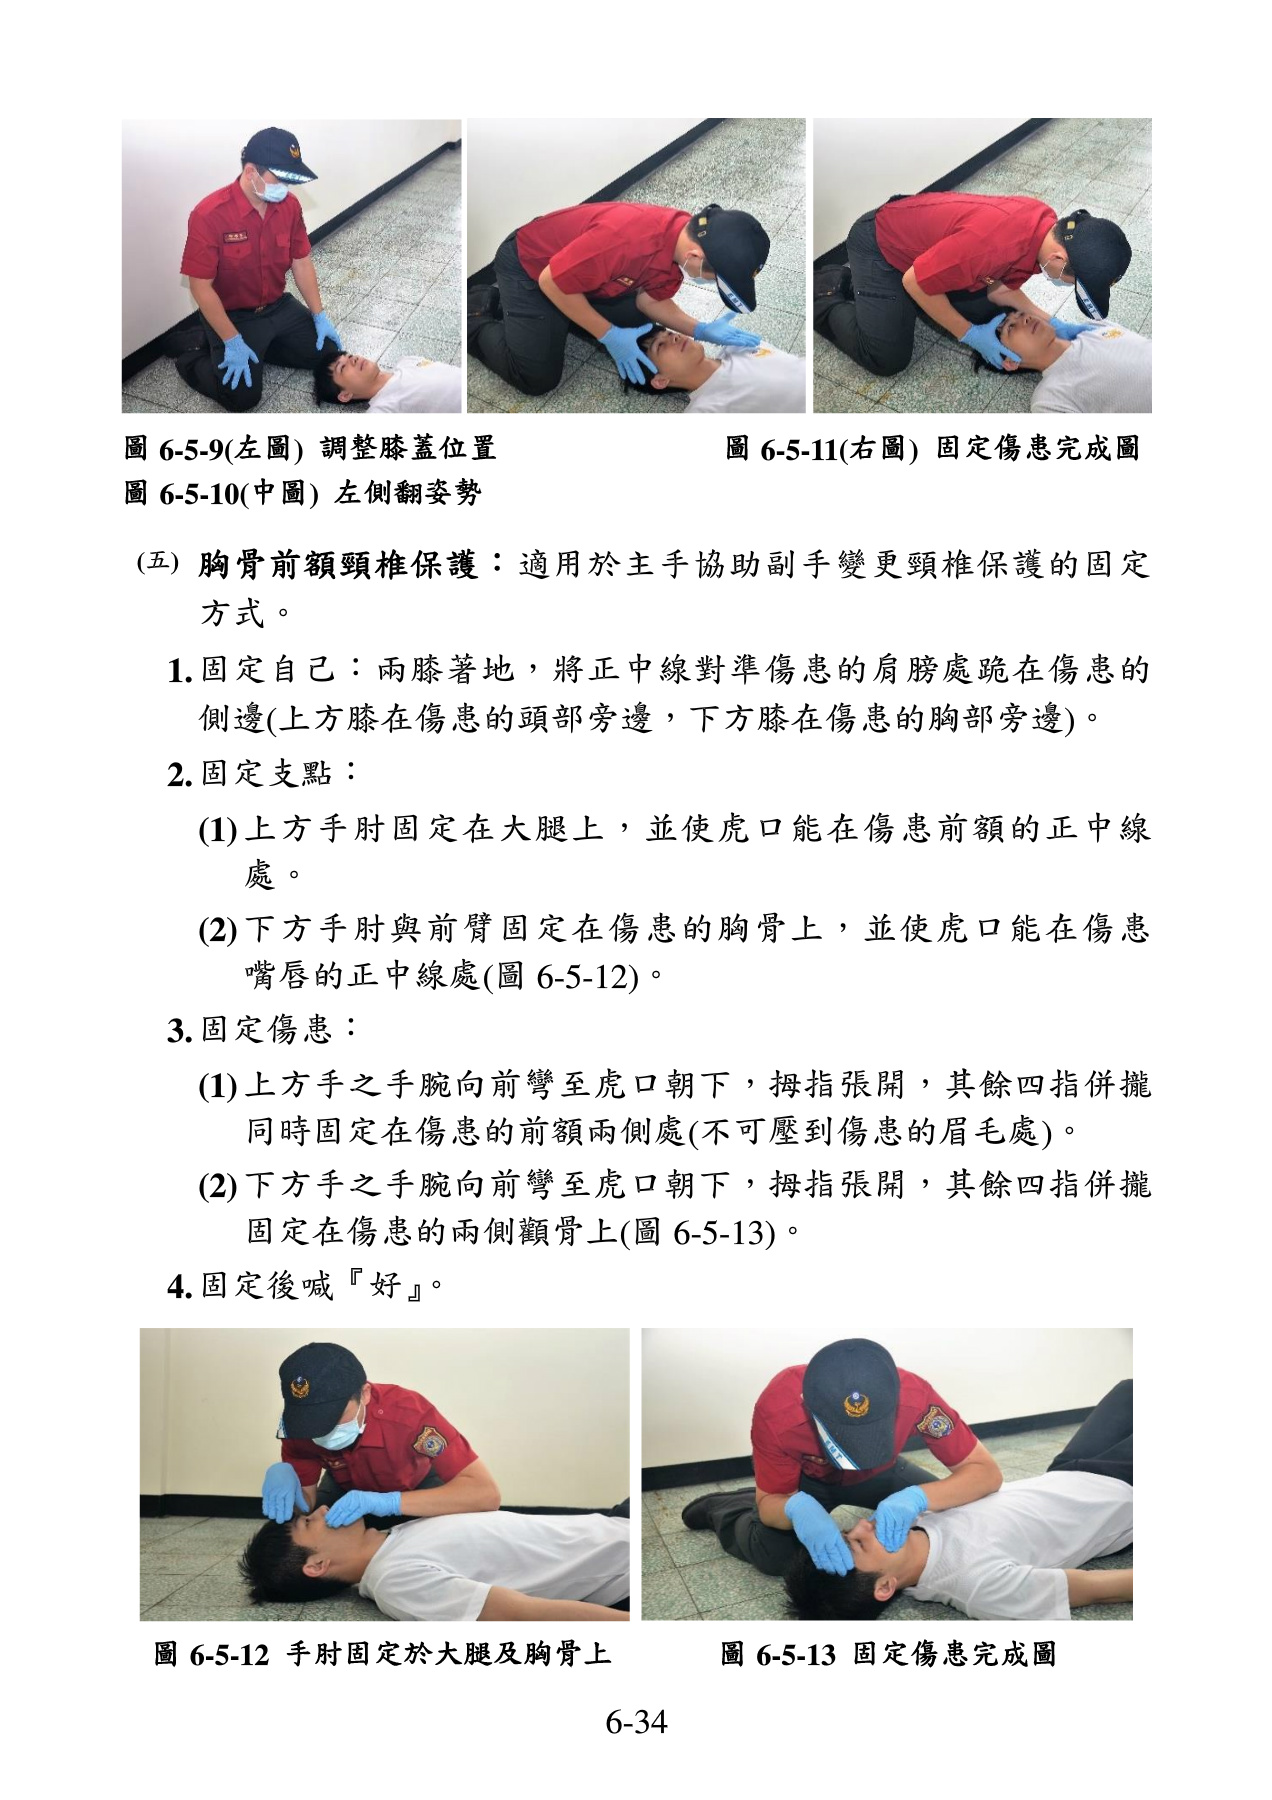 圖 6-5-9(左圖) 調整膝蓋位置
圖 6-5-11(右圖) 固定傷患完成圖
圖 6-5-10(中圖) 左側翻姿勢
(五) 胸骨前額頸椎保護：適用於主手協助副手變更頸椎保護的固定
方式。
1. 固定自己：兩膝著地，將正中線對準傷患的肩膀處跪在傷患的
側邊(上方膝在傷患的頭部旁邊，下方膝在傷患的胸部旁邊)。
2. 固定支點：
(1) 上方手肘固定在大腿上，並使虎口能在傷患前額的正中線
處。
(2) 下方手肘與前臂固定在傷患的胸骨上，並使虎口能在傷患
嘴唇的正中線處(圖 6-5-12)。
3. 固定傷患：
(1) 上方手之手腕向前彎至虎口朝下，拇指張開，其餘四指併攏
同時固定在傷患的前額兩側處(不可壓到傷患的眉毛處)。
(2) 下方手之手腕向前彎至虎口朝下，拇指張開，其餘四指併攏
固定在傷患的兩側顴骨上(圖 6-5-13)。
4. 固定後喊『好』。
圖 6-5-12 手肘固定於大腿及胸骨上
圖 6-5-13 固定傷患完成圖
6-34